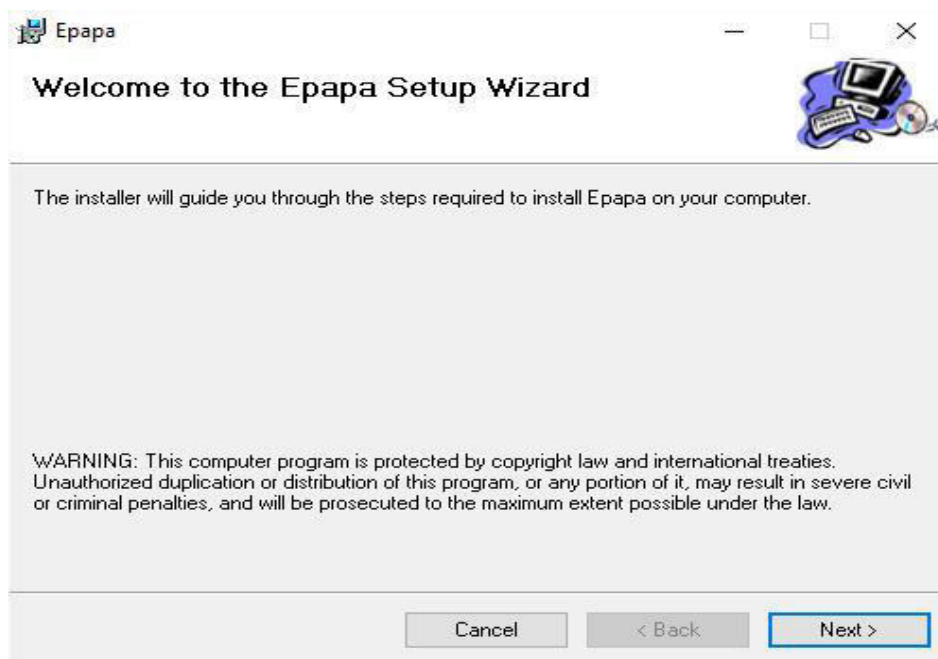 Epapa
Welcome to the Epapa Setup Wizard
The installer will guide you through the steps required to install Epapa on your computer.
WARNING: This computer program is protected by copyright law and international treaties.
Unauthorized duplication or distribution of this program, or any portion of it, may result in severe civil
or criminal penalties, and will be prosecuted to the maximum extent possible under the law.
Cancel
< Back
Next >